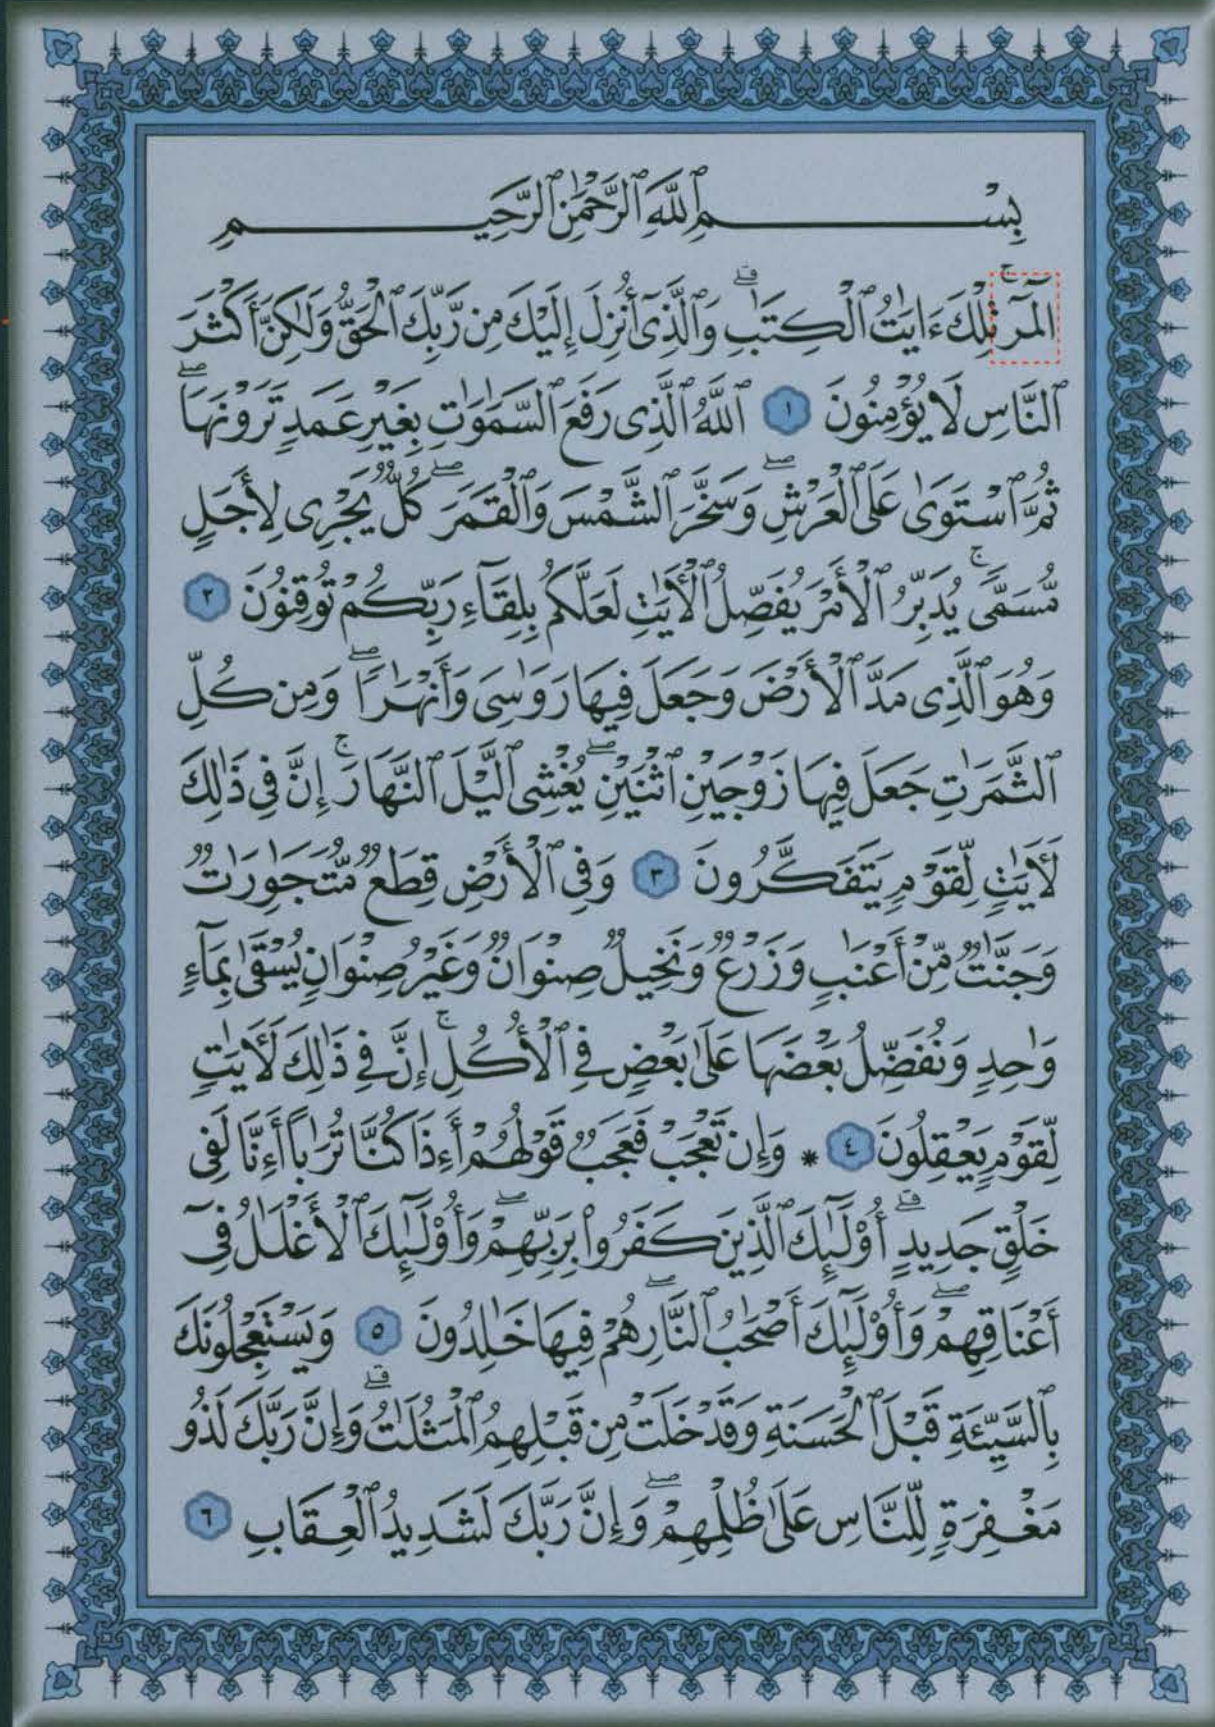 بِسْمِ ٱللَّهِ ٱلرَّحْمَٰنِ ٱلرَّحِيمِ
الٓمٓر ۚ تِلْكَ ءَايَٰتُ ٱلْكِتَٰبِ ۗ وَٱلَّذِىٓ أُنزِلَ إِلَيْكَ مِن رَّبِّكَ ٱلْحَقُّ وَلَٰكِنَّ أَكْثَرَ
ٱلنَّاسِ لَا يُؤْمِنُونَ ١ ٱللَّهُ ٱلَّذِى رَفَعَ ٱلسَّمَٰوَٰتِ بِغَيْرِ عَمَدٍ تَرَوْنَهَا ۖ
ثُمَّ ٱسْتَوَىٰ عَلَى ٱلْعَرْشِ ۖ وَسَخَّرَ ٱلشَّمْسَ وَٱلْقَمَرَ ۖ كُلٌّ يَجْرِى لِأَجَلٍ
مُّسَمًّى ۚ يُدَبِّرُ ٱلْأَمْرَ يُفَصِّلُ ٱلْأَيَٰتِ لَعَلَّكُم بِلِقَآءِ رَبِّكُمْ تُوقِنُونَ ٢
وَهُوَ ٱلَّذِى مَدَّ ٱلْأَرْضَ وَجَعَلَ فِيهَا رَوَٰسِىَ وَأَنْهَٰرًا ۖ وَمِن كُلِّ
ٱلثَّمَرَٰتِ جَعَلَ فِيهَا زَوْجَيْنِ ٱثْنَيْنِ ۖ يُغْشِى ٱلَّيْلَ ٱلنَّهَارَ ۚ إِنَّ فِى ذَٰلِكَ
لَأَيَٰتٍ لِّقَوْمٍ يَتَفَكَّرُونَ ٣ وَفِى ٱلْأَرْضِ قِطَعٌ مُّتَجَٰوِرَٰتٌ
وَجَنَّٰتٌ مِّنْ أَعْنَٰبٍ وَزَرْعٌ وَنَخِيلٌ صِنْوَانٌ وَغَيْرُ صِنْوَانٍ يُسْقَىٰ بِمَآءٍ
وَٰحِدٍ وَنُفَضِّلُ بَعْضَهَا عَلَىٰ بَعْضٍ فِى ٱلْأُكُلِ ۚ إِنَّ فِى ذَٰلِكَ لَأَيَٰتٍ
لِّقَوْمٍ يَعْقِلُونَ ٤ * وَإِن تَعْجَبْ فَعَجَبٌ قَوْلُهُمْ أَءِذَا كُنَّا تُرَٰبًا أَءِنَّا لَفِى
خَلْقٍ جَدِيدٍ ۗ أُو۟لَٰٓئِكَ ٱلَّذِينَ كَفَرُوا۟ بِرَبِّهِمْ ۖ وَأُو۟لَٰٓئِكَ ٱلْأَغْلَٰلُ فِىٓ
أَعْنَاقِهِمْ ۖ وَأُو۟لَٰٓئِكَ أَصْحَٰبُ ٱلنَّارِ ۖ هُمْ فِيهَا خَٰلِدُونَ ٥ وَيَسْتَعْجِلُونَكَ
بِٱلسَّيِّئَةِ قَبْلَ ٱلْحَسَنَةِ وَقَدْ خَلَتْ مِن قَبْلِهِمُ ٱلْمَثُلَٰتُ ۗ وَإِنَّ رَبَّكَ لَذُو
مَغْفِرَةٍ لِّلنَّاسِ عَلَىٰ ظُلْمِهِمْ ۖ وَإِنَّ رَبَّكَ لَشَدِيدُ ٱلْعِقَابِ ٦